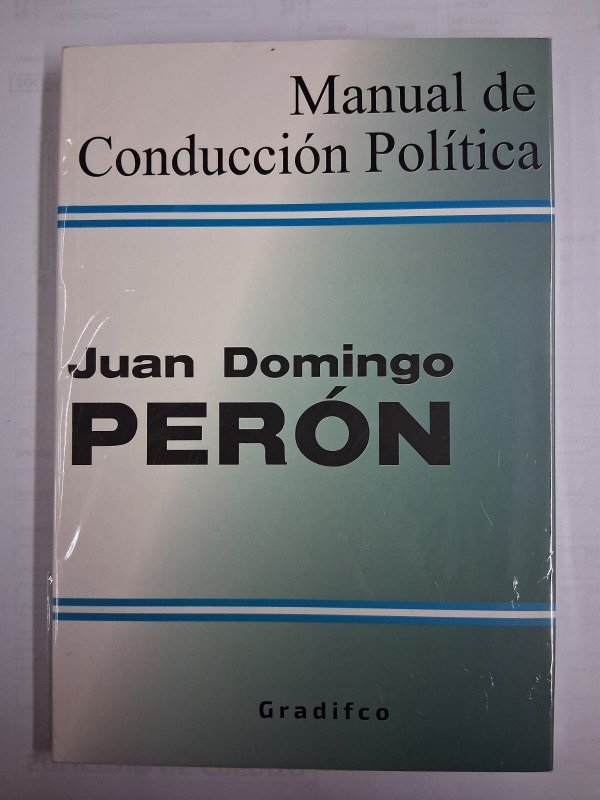 Manual de
Conducción Política
Juan Domingo
PERÓN
Gradifco